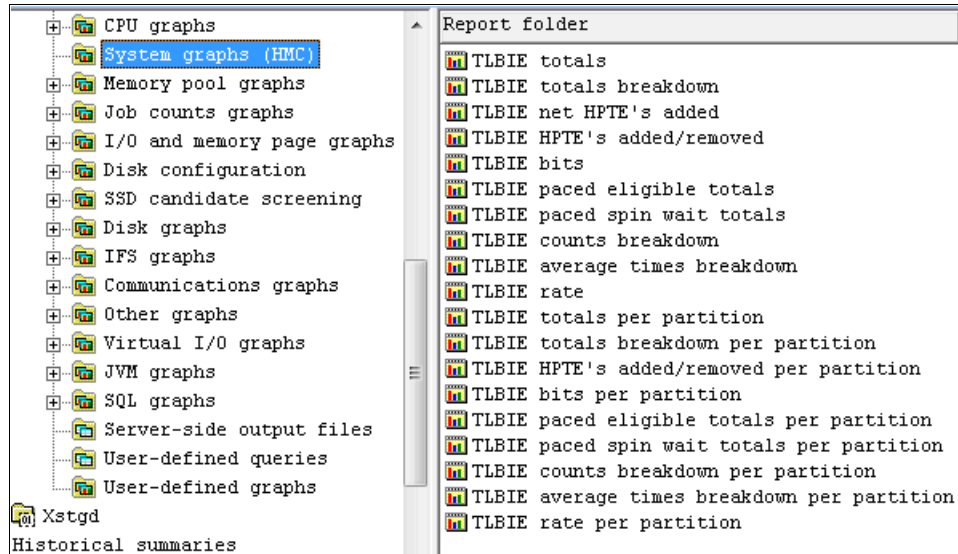 CPU graphs
System graphs (HMC)
Memory pool graphs
Job counts graphs
I/O and memory page graphs
Disk configuration
SSD candidate screening
Disk graphs
IFS graphs
Communications graphs
Other graphs
Virtual I/O graphs
JVM graphs
SQL graphs
Server-side output files
User-defined queries
User-defined graphs
Xstgd
Historical summaries
Report folder
TLBIE totals
TLBIE totals breakdown
TLBIE net HPTE's added
TLBIE HPTE's added/removed
TLBIE bits
TLBIE paced eligible totals
TLBIE paced spin wait totals
TLBIE counts breakdown
TLBIE average times breakdown
TLBIE rate
TLBIE totals per partition
TLBIE totals breakdown per partition
TLBIE HPTE's added/removed per partition
TLBIE bits per partition
TLBIE paced eligible totals per partition
TLBIE paced spin wait totals per partition
TLBIE counts breakdown per partition
TLBIE average times breakdown per partition
TLBIE rate per partition